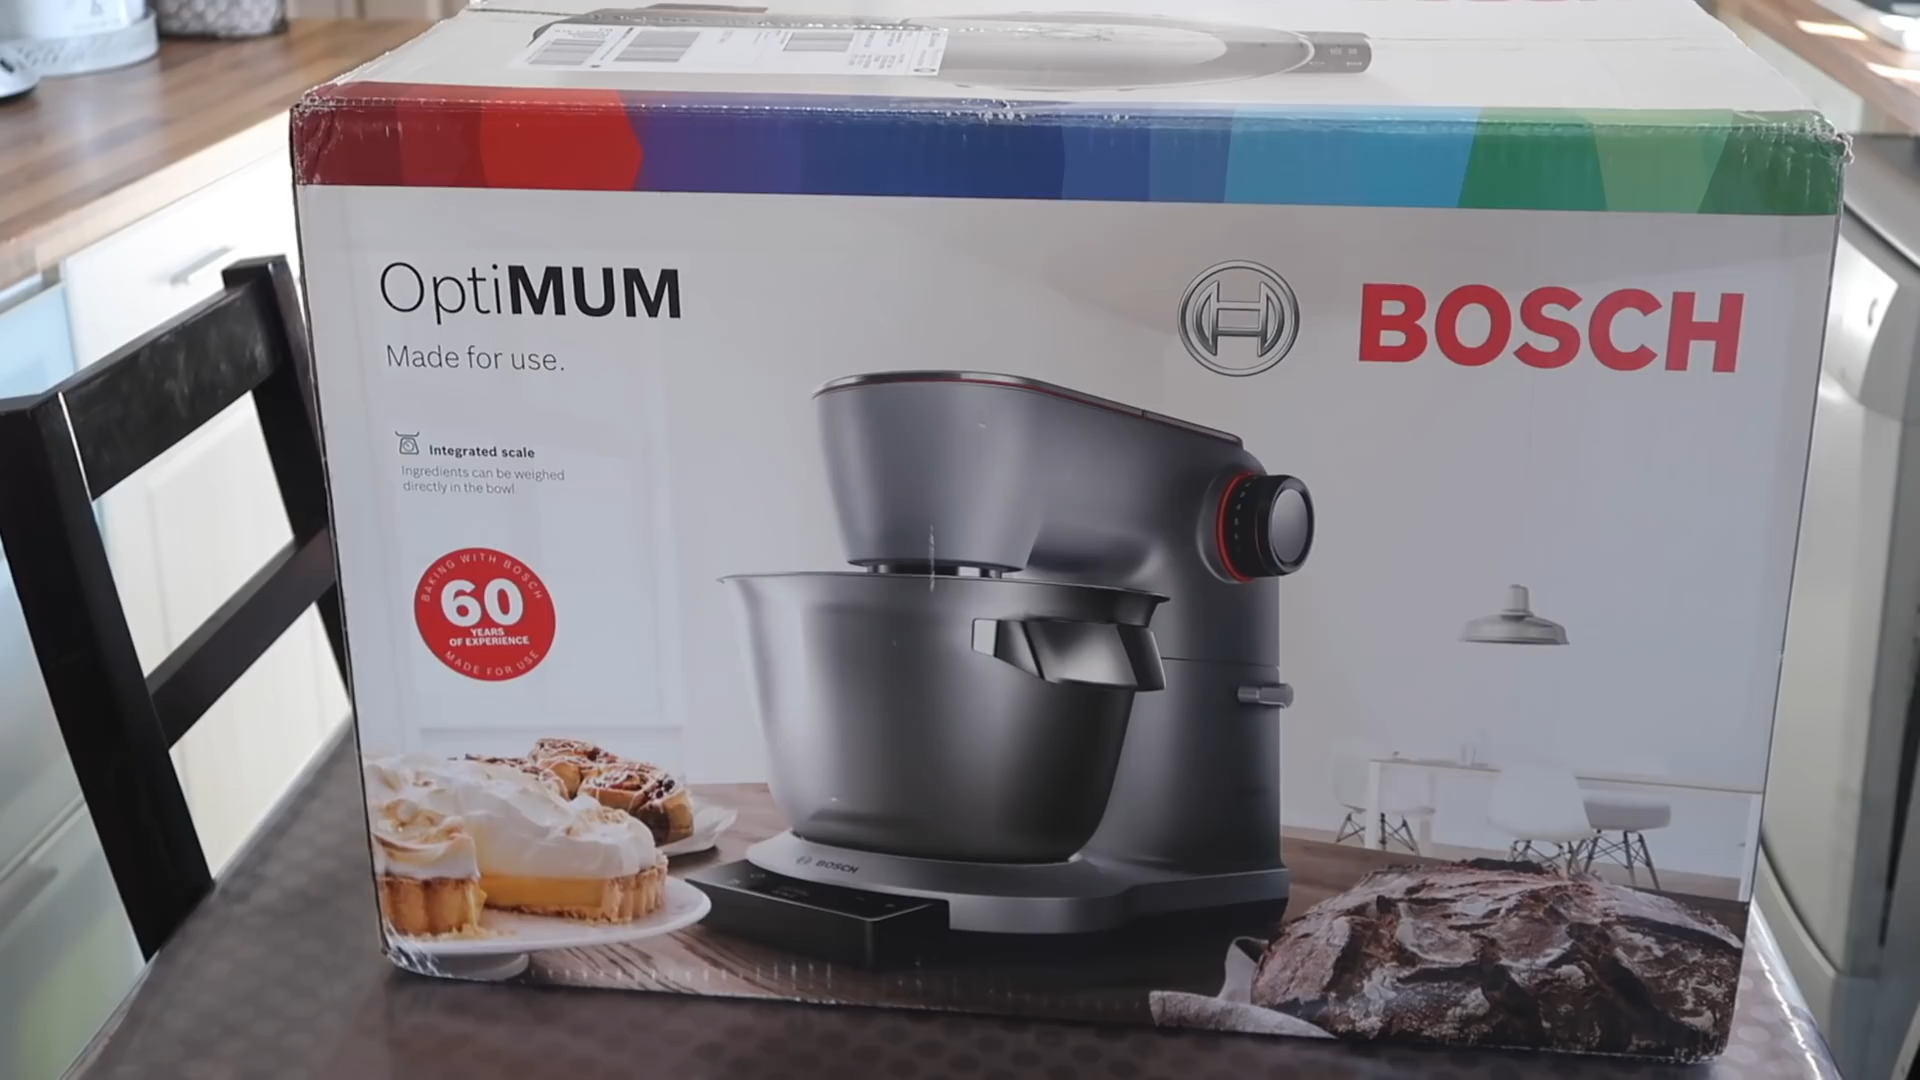 OptiMUM
Made for use.
BOSCH
Integrated scale
Ingredients can be weighed
directly in the bowl
BAKING WITH BOSCH
60
YEARS
OF EXPERIENCE
MADE FOR USE
BOSCH